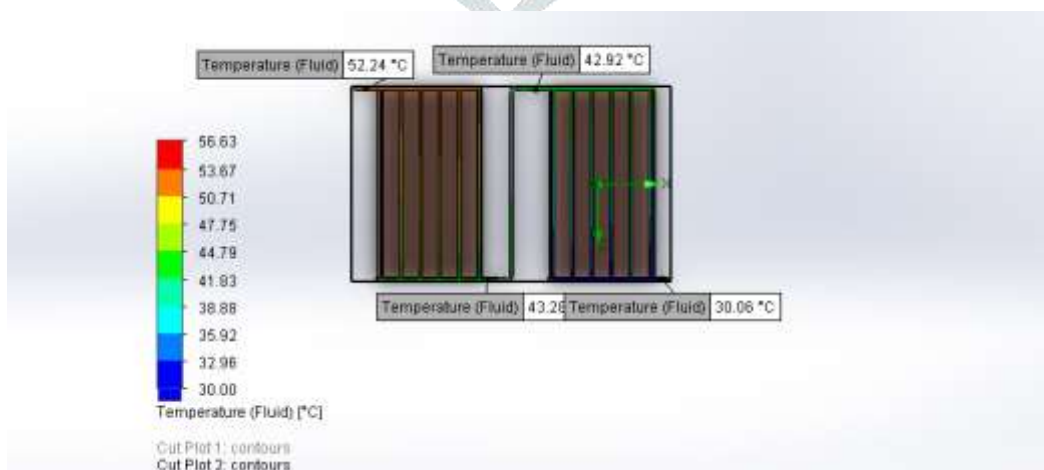 Temperature (Fluid) 52.24 °C
Temperature (Fluid) 42.92 °C
56.63
53.67
50.71
47.75
44.79
41.83
38.88
35.92
32.96
30.00
Temperature (Fluid) [°C]
Temperature (Fluid) 43.28
Temperature (Fluid) 30.06 °C
X
Cut Plot 1: contours
Cut Plot 2: contours